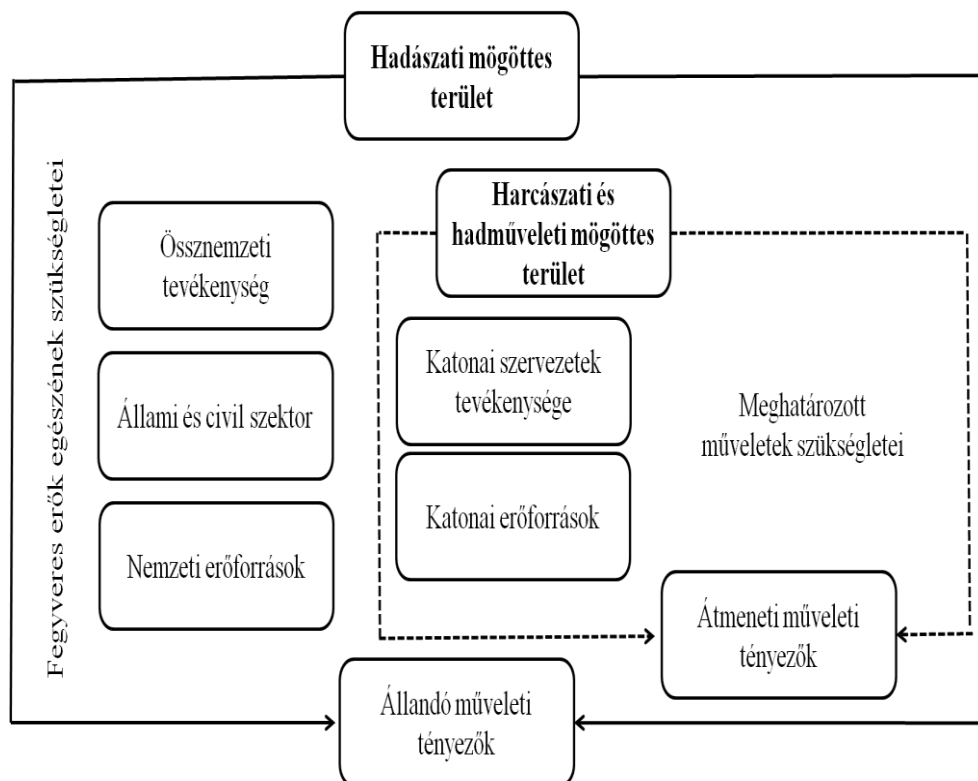 Hadászati mögöttes
terület
Fegyveres erők egészének szükségletei
Össznemzeti
tevékenység
Állami és civil szektor
Nemzeti erőforrások
Harcászati és
hadműveleti mögöttes
terület
Katonai szervezetek
tevékenysége
Katonai erőforrások
Meghatározott
műveletek szükségletei
Átmeneti műveleti
tényezők
Állandó műveleti
tényezők